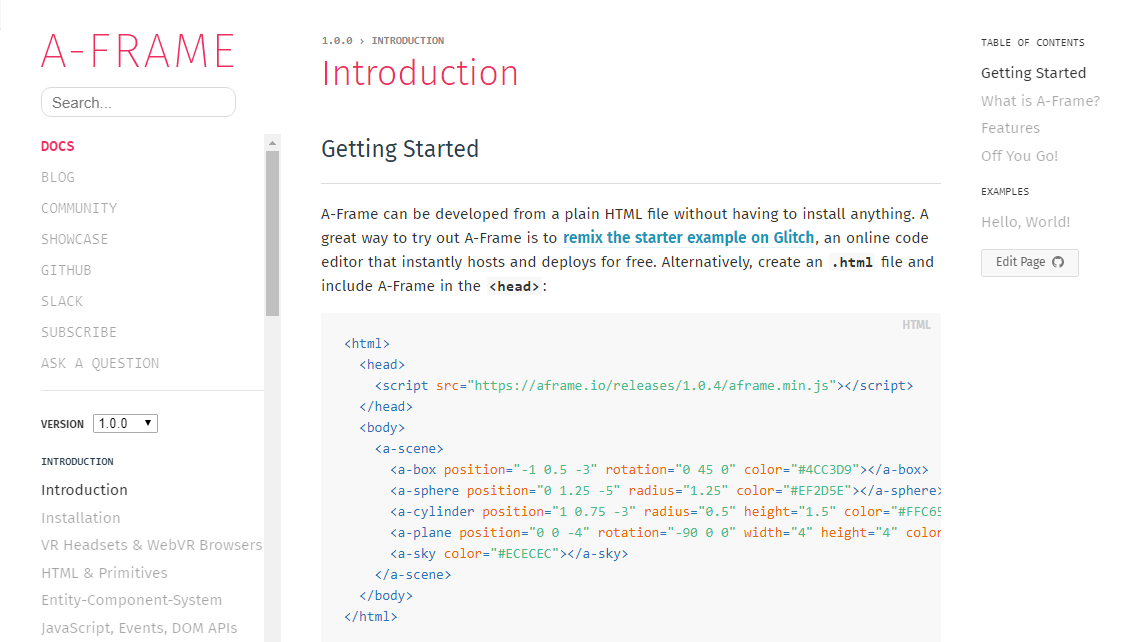 A-FRAME
Search...
DOCS
BLOG
COMMUNITY
SHOWCASE
GITHUB
SLACK
SUBSCRIBE
ASK A QUESTION
VERSION 1.0.0
INTRODUCTION
Introduction
Installation
VR Headsets & WebVR Browsers
HTML & Primitives
Entity-Component-System
JavaScript, Events, DOM APIs
1.0.0 › INTRODUCTION
Introduction
Getting Started
A-Frame can be developed from a plain HTML file without having to install anything. A
great way to try out A-Frame is to remix the starter example on Glitch, an online code
editor that instantly hosts and deploys for free. Alternatively, create an .html file and
include A-Frame in the <head>:
HTML
<html>
  <head>
    <script src="https://aframe.io/releases/1.0.4/aframe.min.js"></script>
  </head>
  <body>
    <a-scene>
      <a-box position="-1 0.5 -3" rotation="0 45 0" color="#4CC3D9"></a-box>
      <a-sphere position="0 1.25 -5" radius="1.25" color="#EF2D5E"></a-sphere>
      <a-cylinder position="1 0.75 -3" radius="0.5" height="1.5" color="#FFC65
      <a-plane position="0 0 -4" rotation="-90 0 0" width="4" height="4" color
      <a-sky color="#ECECEC"></a-sky>
    </a-scene>
  </body>
</html>
TABLE OF CONTENTS
Getting Started
What is A-Frame?
Features
Off You Go!
EXAMPLES
Hello, World!
Edit Page